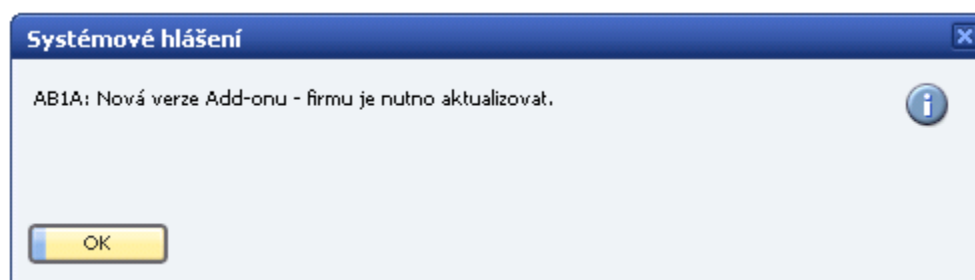 Systémové hlášení
AB1A: Nová verze Add-onu - firmu je nutno aktualizovat.
OK